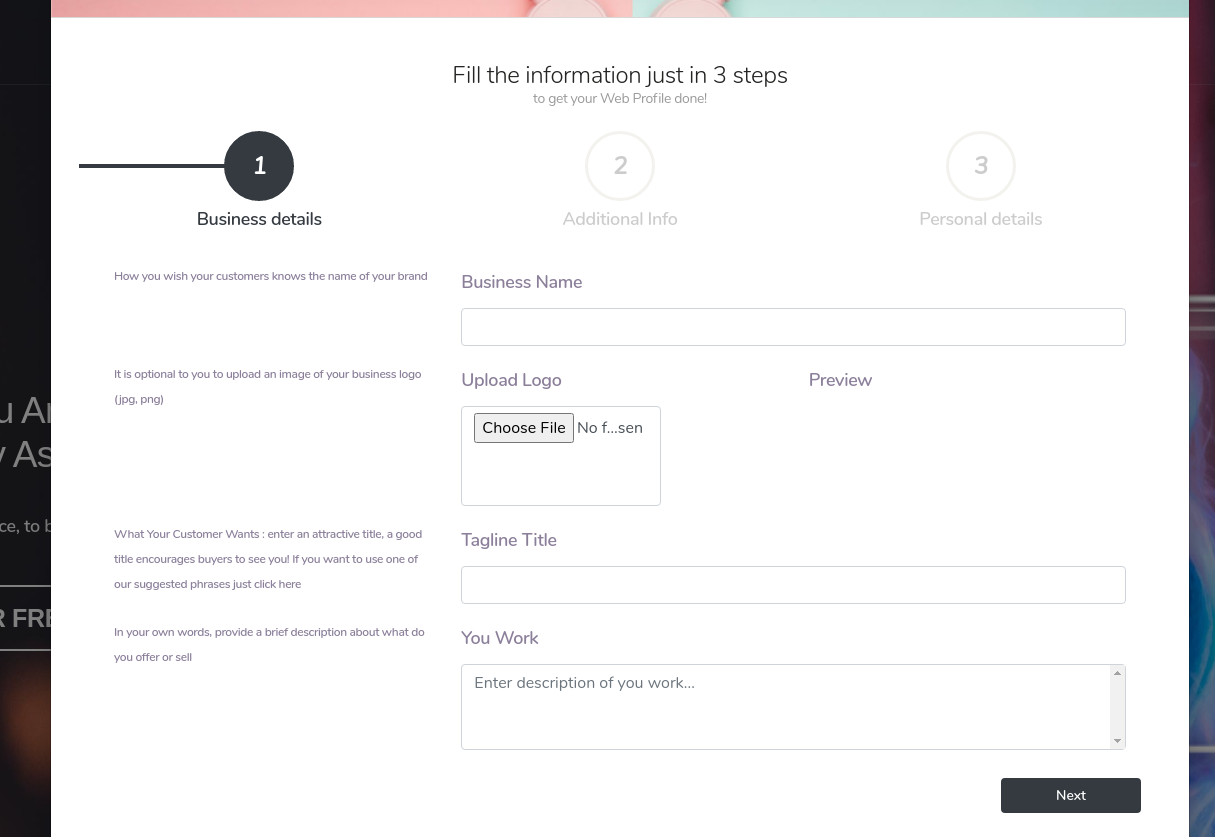 Fill the information just in 3 steps
to get your Web Profile done!
1
2
3
Business details
Additional Info
Personal details
How you wish your customers knows the name of your brand
Business Name
It is optional to you to upload an image of your business logo
(jpg, png)
Upload Logo
Preview
Choose File No f...sen
What Your Customer Wants : enter an attractive title, a good
title encourages buyers to see you! If you want to use one of
our suggested phrases just click here
Tagline Title
In your own words, provide a brief description about what do
you offer or sell
You Work
Enter description of you work...
Next
ce, to b
R FRE